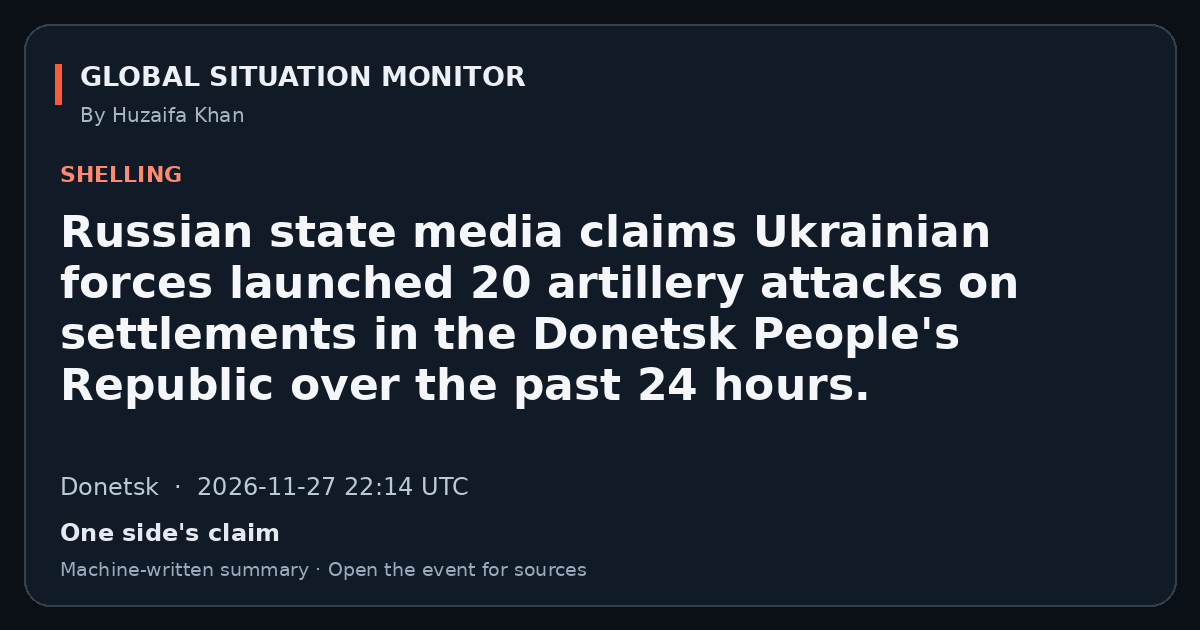 GLOBAL SITUATION MONITOR
By Huzaifa Khan
SHELLING
Russian state media claims Ukrainian
forces launched 20 artillery attacks on
settlements in the Donetsk People's
Republic over the past 24 hours.
Donetsk · 2026-11-27 22:14 UTC
One side's claim
Machine-written summary · Open the event for sources